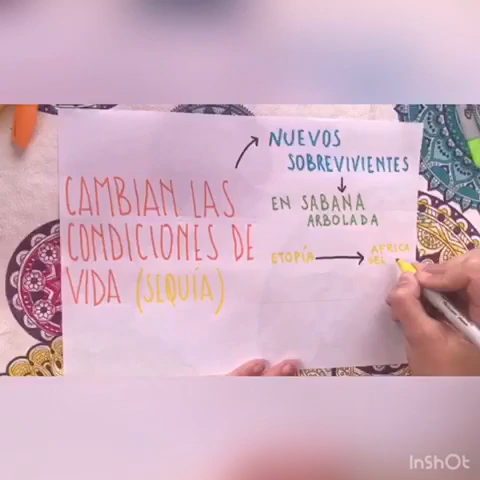 CAMBIAN LAS
CONDICIONES DE
VIDA (SEQUÍA)
NUEVOS
SOBREVIVIENTES
EN SABANA
ARBOLADA
ETOPÍA
AFRICA
DEL
InShOt